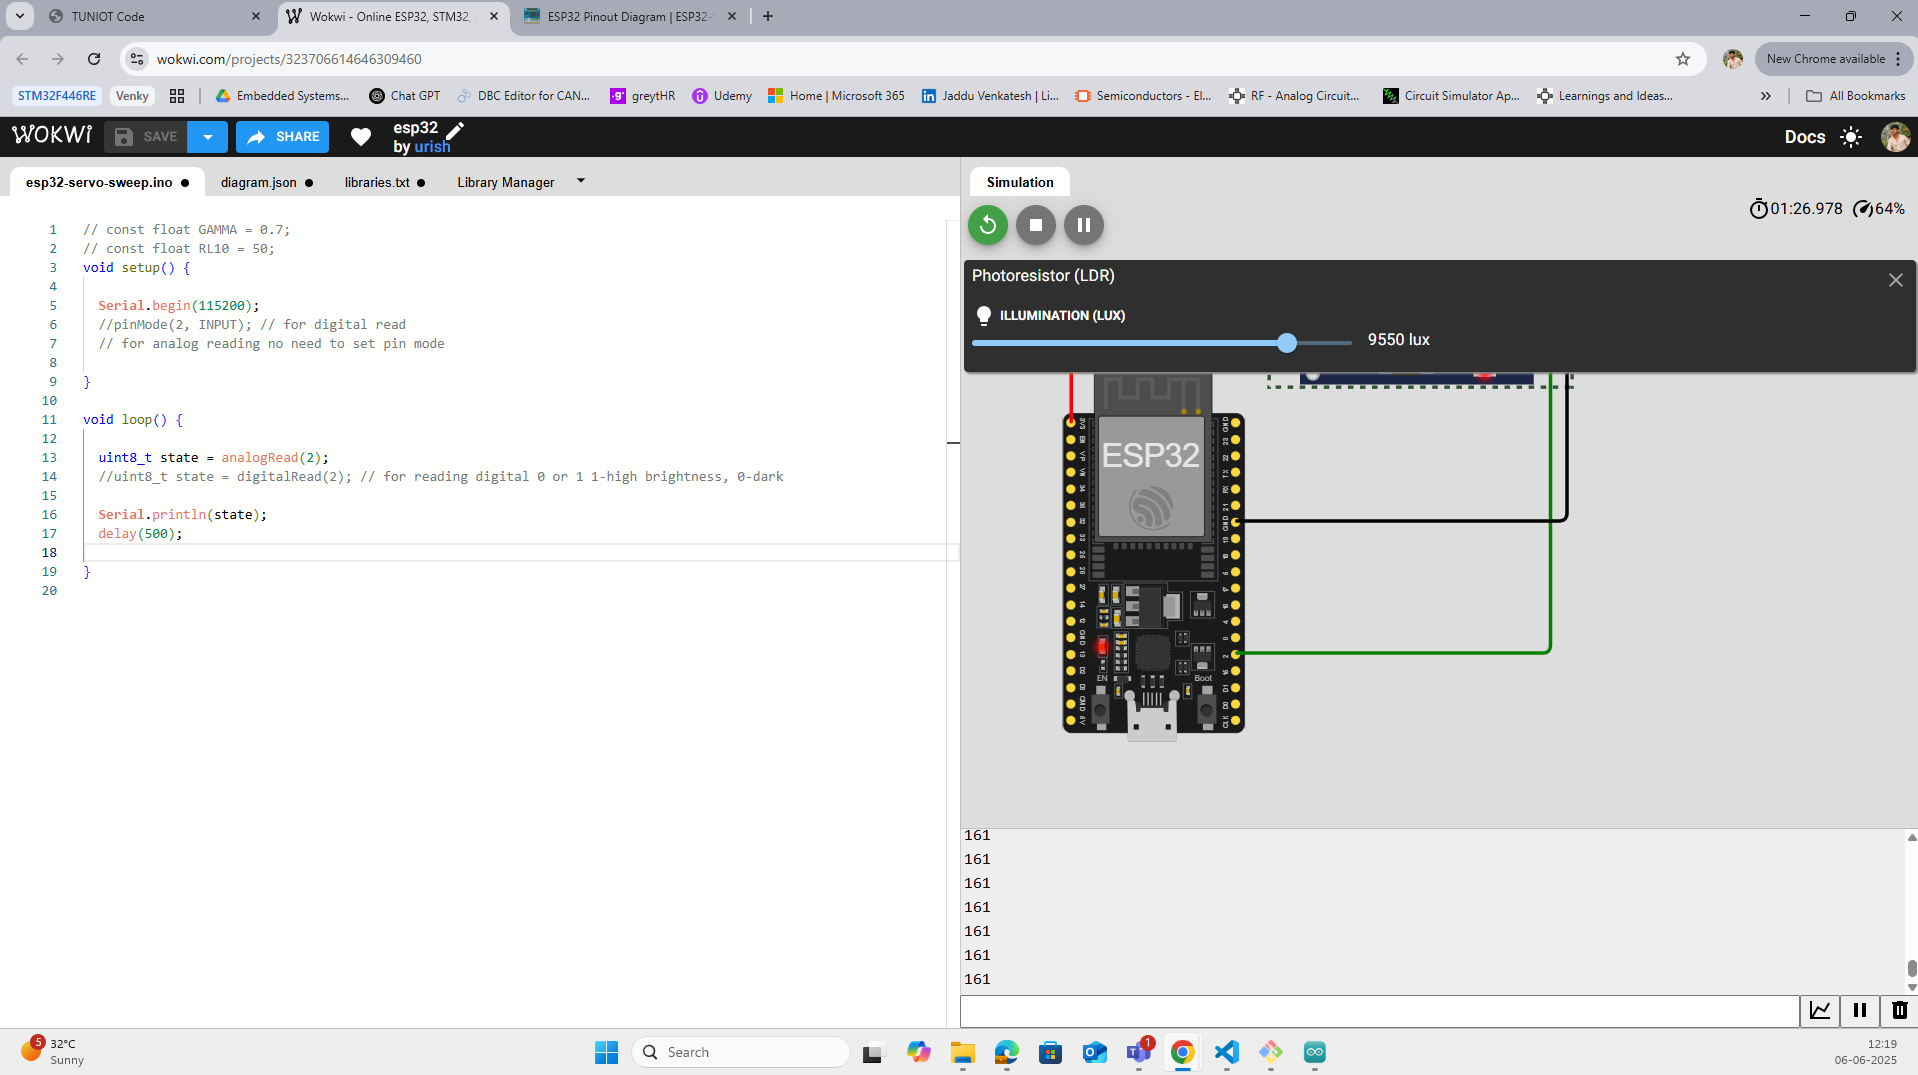 TUNIOT Code
Wokwi - Online ESP32, STM32,
ESP32 Pinout Diagram | ESP32-
wokwi.com/projects/323706614646309460
New Chrome available
STM32F446RE
Venky
Embedded Systems...
Chat GPT
DBC Editor for CAN...
greytHR
Udemy
Home | Microsoft 365
Jaddu Venkatesh | Li...
Semiconductors - El...
RF - Analog Circuit...
Circuit Simulator Ap...
Learnings and Ideas...
All Bookmarks
WOKWI
SAVE
SHARE
esp32
by urish
Docs
esp32-servo-sweep.ino
diagram.json
libraries.txt
Library Manager
Simulation
01:26.978
64%
1 // const float GAMMA = 0.7;
2 // const float RL10 = 50;
3 void setup() {
4
5 Serial.begin(115200);
6 //pinMode(2, INPUT); // for digital read
7 // for analog reading no need to set pin mode
8
9 }
10
11 void loop() {
12
13 uint8_t state = analogRead(2);
14 //uint8_t state = digitalRead(2); // for reading digital 0 or 1 1-high brightness, 0-dark
15
16 Serial.println(state);
17 delay(500);
18
19 }
20
Photoresistor (LDR)
ILLUMINATION (LUX)
9550 lux
ESP32
EN
Boot
161
161
161
161
161
161
161
5
32°C
Sunny
Search
1
12:19
06-06-2025